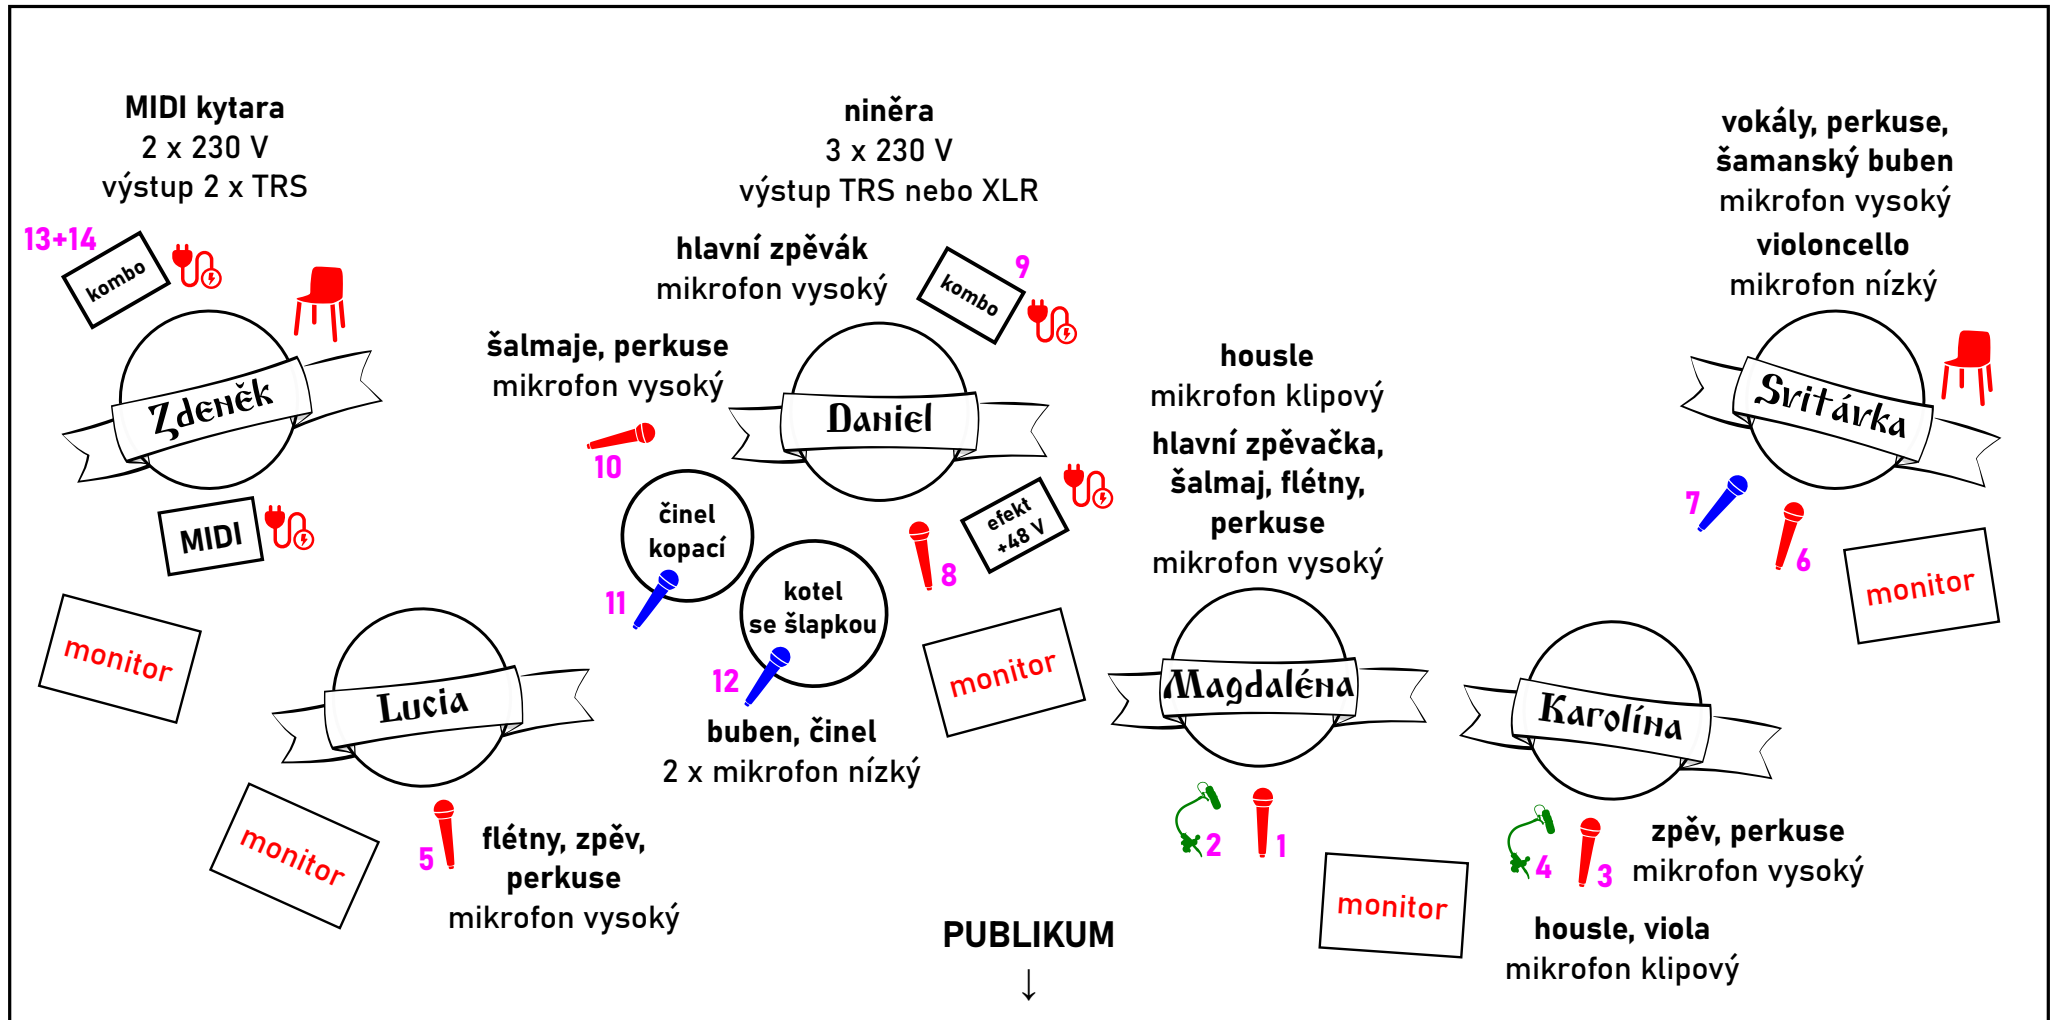 MIDI kytara
2 x 230 V
výstup 2 x TRS
13+14
kombo
Zdeněk
MIDI
monitor
niněra
3 x 230 V
výstup TRS nebo XLR
hlavní zpěvák
mikrofon vysoký
9
kombo
šalmaje, perkuse
mikrofon vysoký
10
Daniel
efekt
+48 V
8
činel
kopací
11
kotel
se šlapkou
12
buben, činel
2 x mikrofon nízký
monitor
Lucia
monitor
5
flétny, zpěv,
perkuse
mikrofon vysoký
housle
mikrofon klipový
hlavní zpěvačka,
šalmaj, flétny,
perkuse
mikrofon vysoký
Magdaléna
2
1
monitor
vokály, perkuse,
šamanský buben
mikrofon vysoký
violoncello
mikrofon nízký
Svitávka
7
6
monitor
Karolína
4
3
zpěv, perkuse
mikrofon vysoký
housle, viola
mikrofon klipový
PUBLIKUM
↓